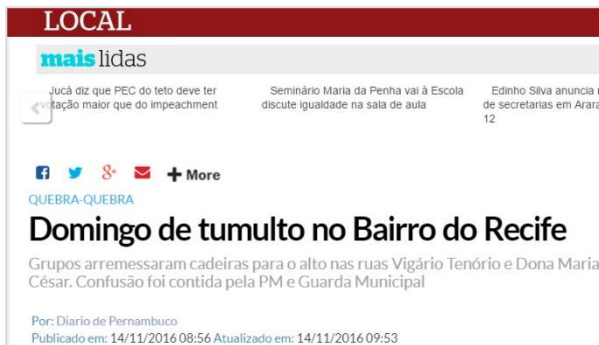 LOCAL
mais lidas
Jucá diz que PEC do teto deve ter
votação maior que do impeachment
Seminário Maria da Penha vai à Escola
discute igualdade na sala de aula
Edinho Silva anuncia
de secretarias em
12
More
QUEBRA-QUEBRA
Domingo de tumulto no Bairro do Recife
Grupos arremessaram cadeiras para o alto nas ruas Vigário Tenório e Dona Maria
César. Confusão foi contida pela PM e Guarda Municipal
Por: Diario de Pernambuco
Publicado em: 14/11/2016 08:56 Atualizado em: 14/11/2016 09:53